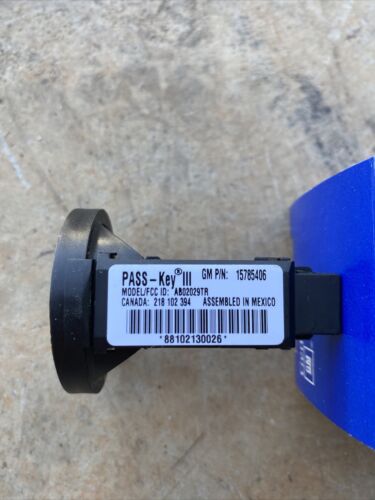 PASS-Key® III GM P/N: 15785406
MODEL/FCC ID: AB02029TR
CANADA: 218 102 394 ASSEMBLED IN MEXICO
*88102130026*